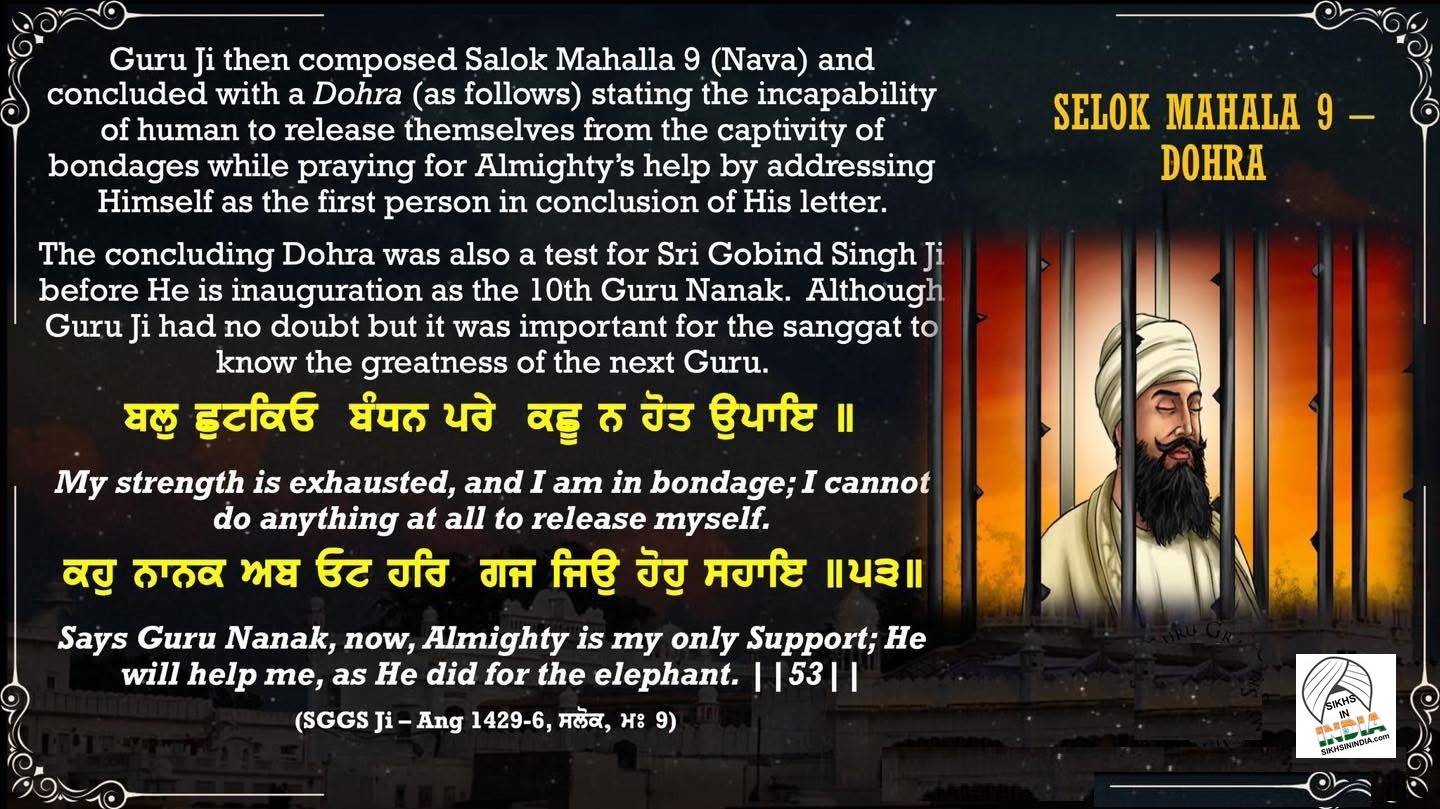 Guru Ji then composed Salok Mahalla 9 (Nava) and
concluded with a Dohra (as follows) stating the incapability
of human to release themselves from the captivity of
bondages while praying for Almighty’s help by addressing
Himself as the first person in conclusion of His letter.
The concluding Dohra was also a test for Sri Gobind Singh Ji
before He is inauguration as the 10th Guru Nanak.  Although
Guru Ji had no doubt but it was important for the sanggat to
know the greatness of the next Guru.
ਬਲੁ ਛੁਟਕਿਓ  ਬੰਧਨ ਪਰੇ  ਕਛੂ ਨ ਹੋਤ ਉਪਾਇ ॥
My strength is exhausted, and I am in bondage; I cannot
do anything at all to release myself.
ਕਹੁ ਨਾਨਕ ਅਬ ਓਟ ਹਰਿ  ਗਜ ਜਿਉ ਹੋਹੁ ਸਹਾਇ ॥੫੩॥
Says Guru Nanak, now, Almighty is my only Support; He
will help me, as He did for the elephant. ||53||
(SGGS Ji – Ang 1429-6, ਸਲੋਕ, ਮਃ 9)
SELOK MAHALA 9 –
DOHRA
SIKHS
IN
INDIA
SIKHSININDIA.com